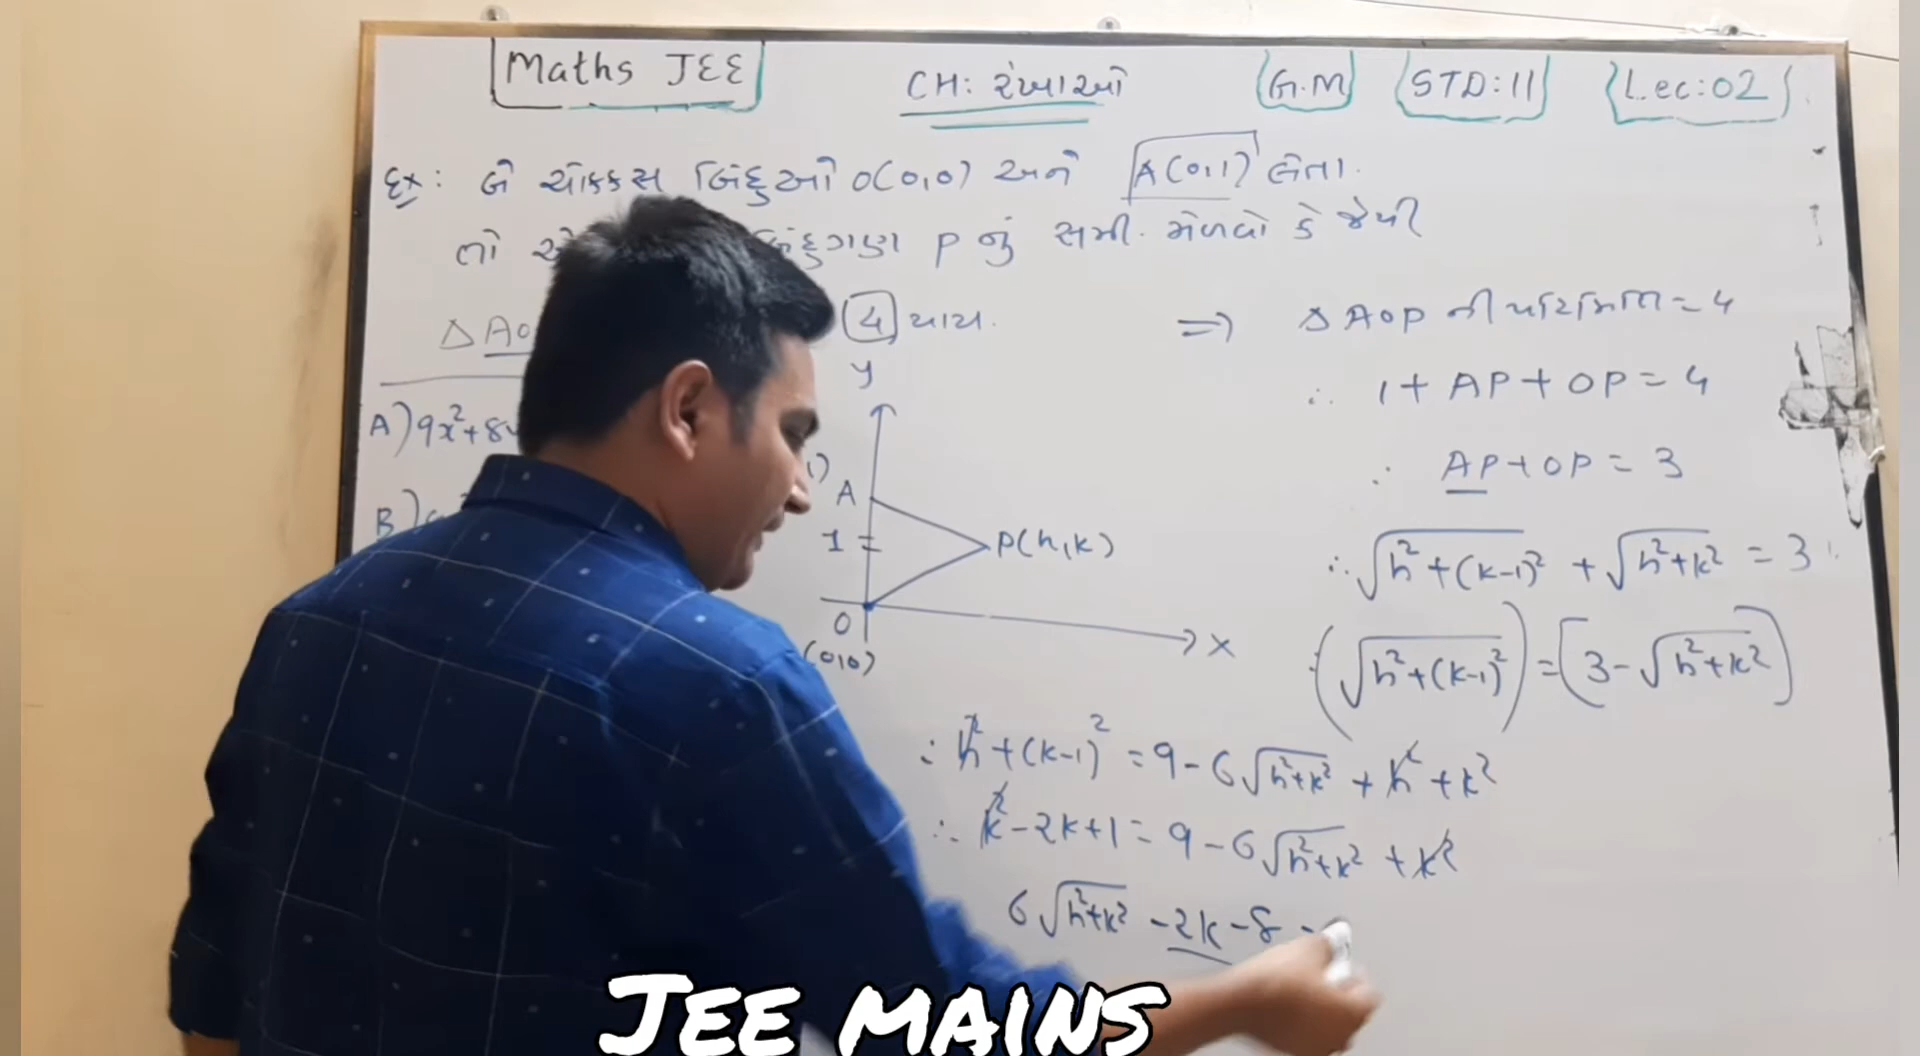 Maths JEE
CH: રેખાઓ
G.M
STD:11
Lec:02
Ex: બે ચોક્કસ બિંદુઓ O(0,0) અને A(0,1) લેતા.
તો બિંદુગણ P નું સમી. મેળવો કે જેથી
4 થાય.
⇒ Δ AOP ની પરિમિતિ = 4
∴ 1 + AP + OP = 4
∴ AP + OP = 3
∴ √h²+(k-1)² + √h²+k² = 3
(√h²+(k-1)²) = (3-√h²+k²)
A) 9x²+8
B)
y
A
1
P(h,k)
O
(0,0)
X
∴ h²+(k-1)² = 9-6√h²+k² + h² + k²
∴ k²-2k+1 = 9-6√h²+k² + k²
6√h²+k² -2k-8
JEE MAINS